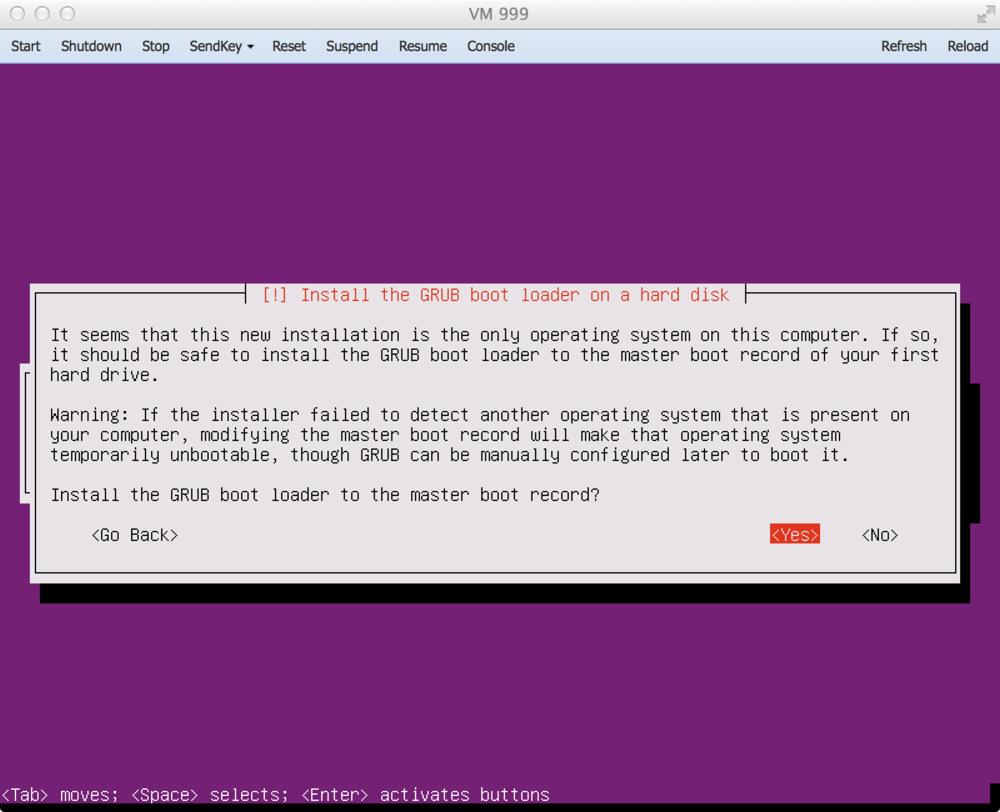 VM 999
Start Shutdown Stop SendKey Reset Suspend Resume Console Refresh Reload
[!] Install the GRUB boot loader on a hard disk
It seems that this new installation is the only operating system on this computer. If so,
it should be safe to install the GRUB boot loader to the master boot record of your first
hard drive.
Warning: If the installer failed to detect another operating system that is present on
your computer, modifying the master boot record will make that operating system
temporarily unbootable, though GRUB can be manually configured later to boot it.
Install the GRUB boot loader to the master boot record?
<Go Back> <Yes> <No>
<Tab> moves; <Space> selects; <Enter> activates buttons